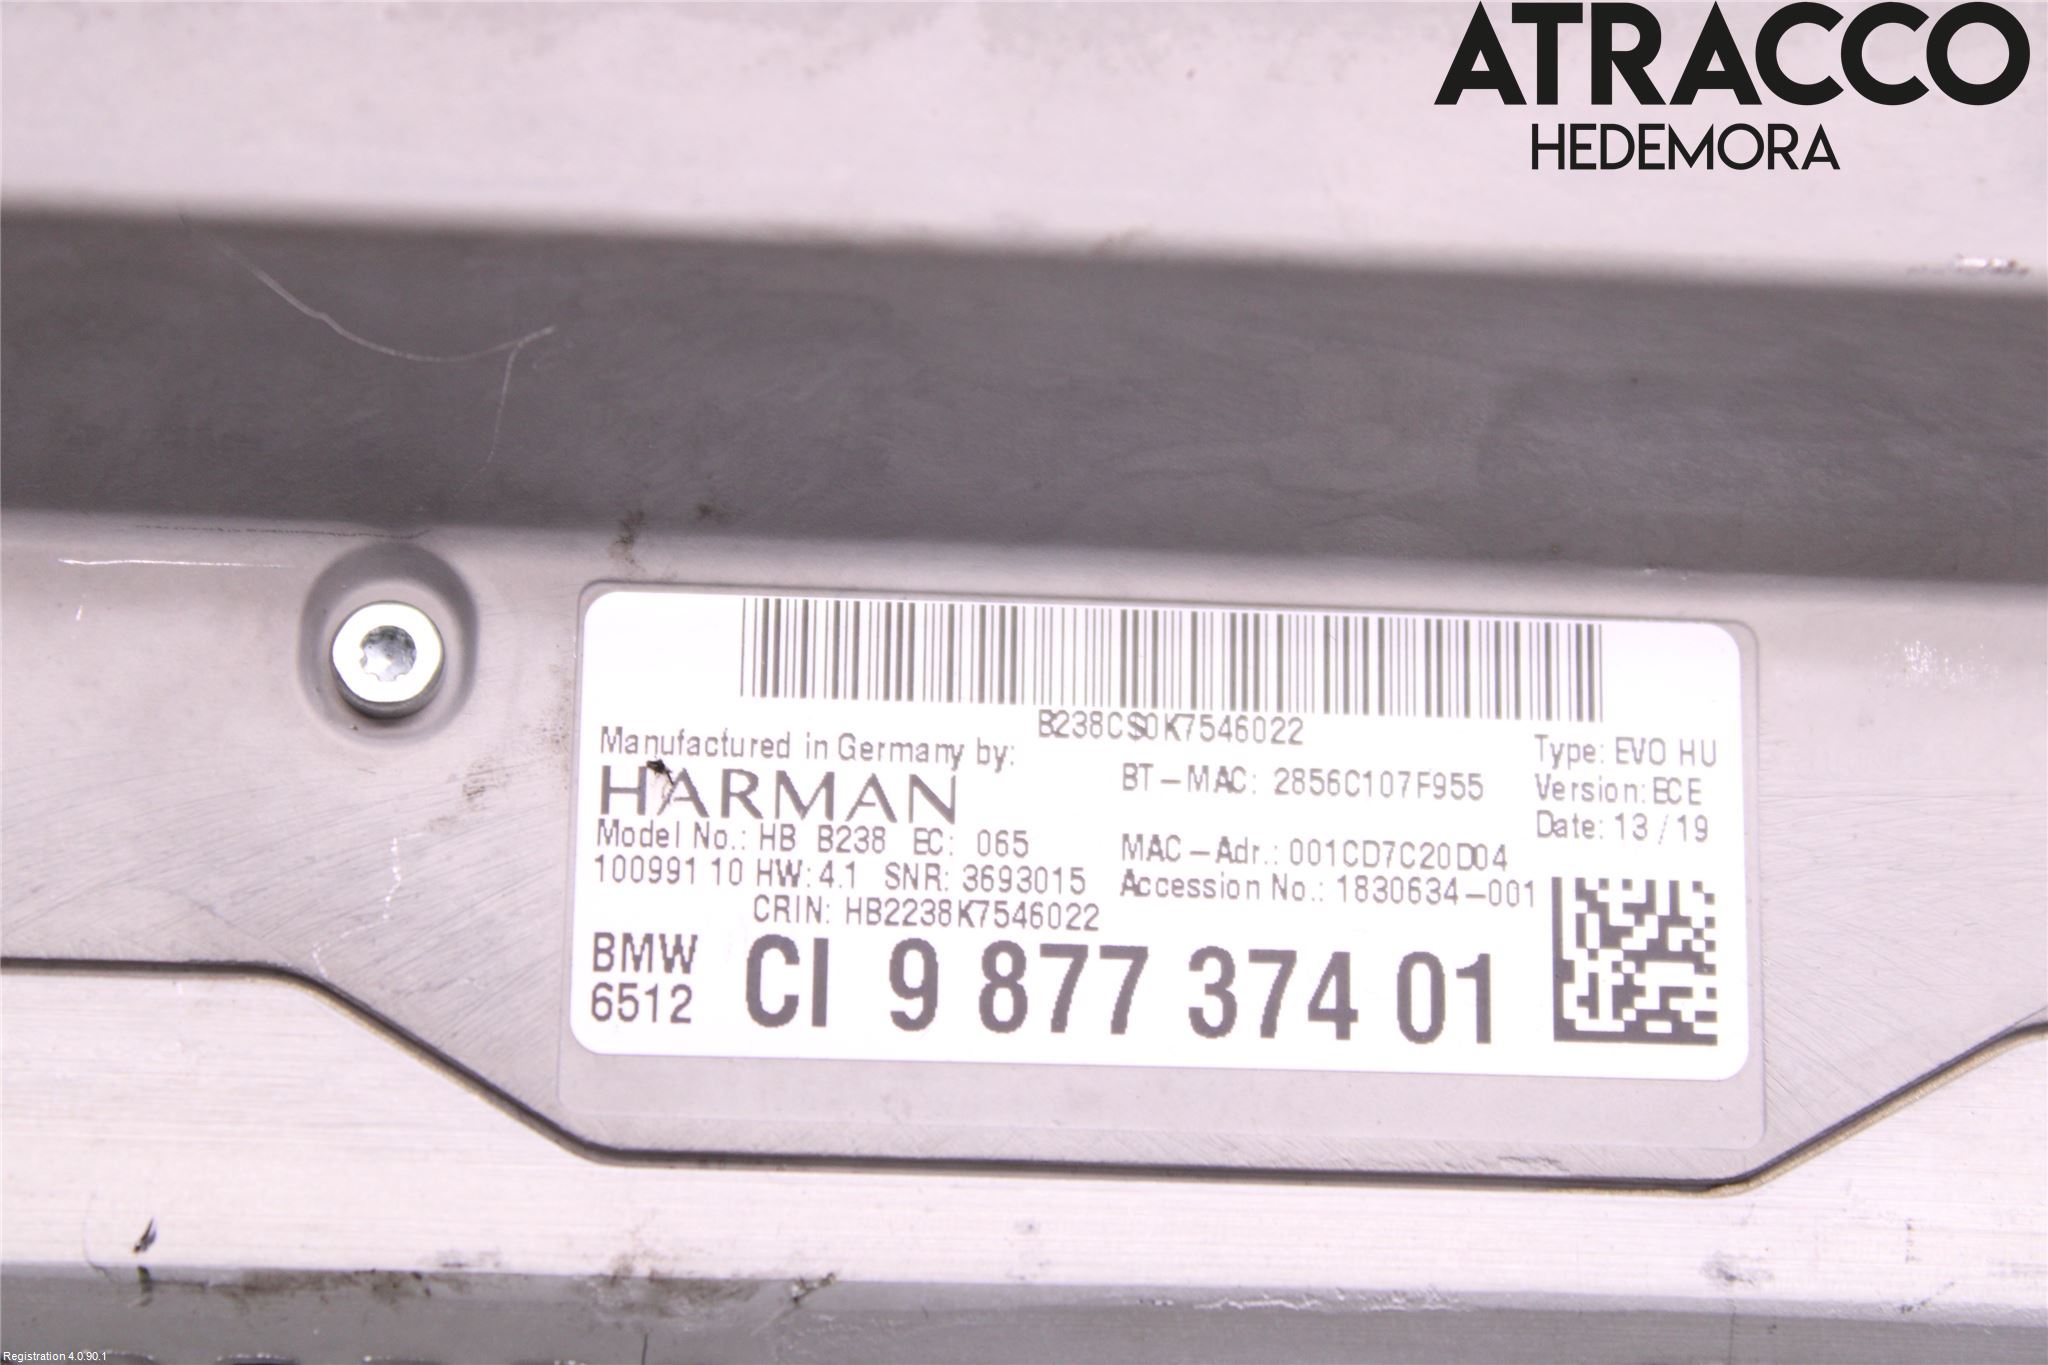 ATRACCO
HEDEMORA
B238CS0K7546022
Manufactured in Germany by:
HARMAN
BT-MAC: 2856C107F955
Type: EVO HU
Version: ECE
Date: 13/19
Model No.: HB B238 EC: 065
MAC-Adr.: 001CD7C20D04
10099110 HW: 4.1 SNR: 3693015
Accession No.: 1830634-001
CRIN: HB2238K7546022
BMW
6512
CI 9 877 374 01
Registration 4.0.90.1